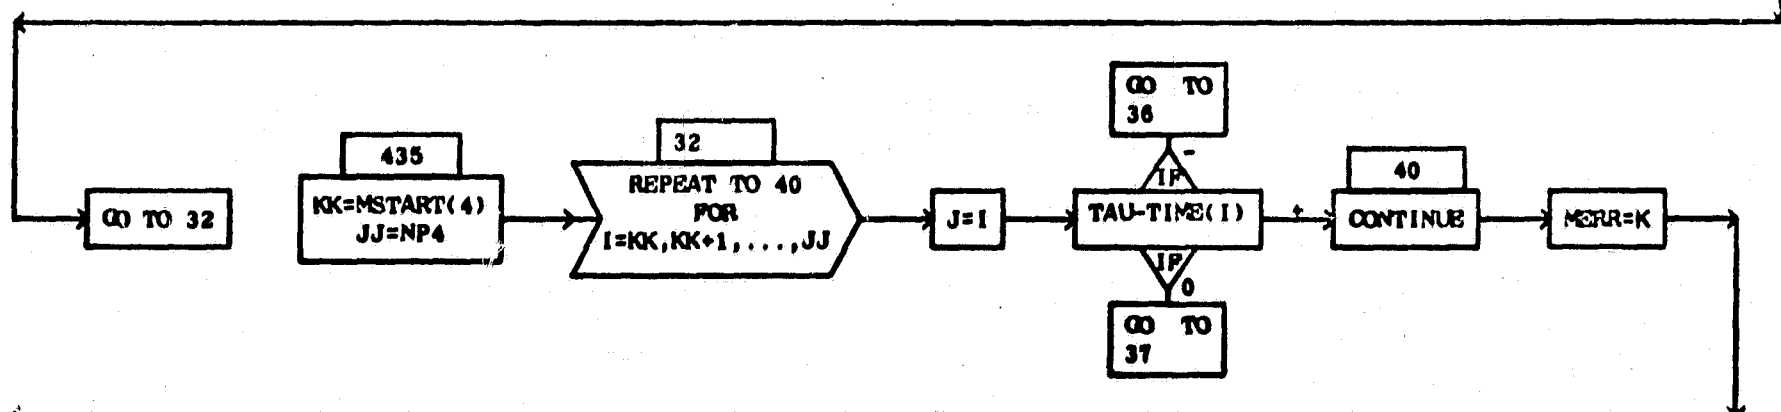 GO TO 32
435
KK=MSTART(4)
JJ=NP4
32
REPEAT TO 40
FOR
I=KK,KK+1,...,JJ
J=I
GO TO
36
-
IF
TAU-TIME(I)
+
IF
0
GO TO
37
40
CONTINUE
MERR=K